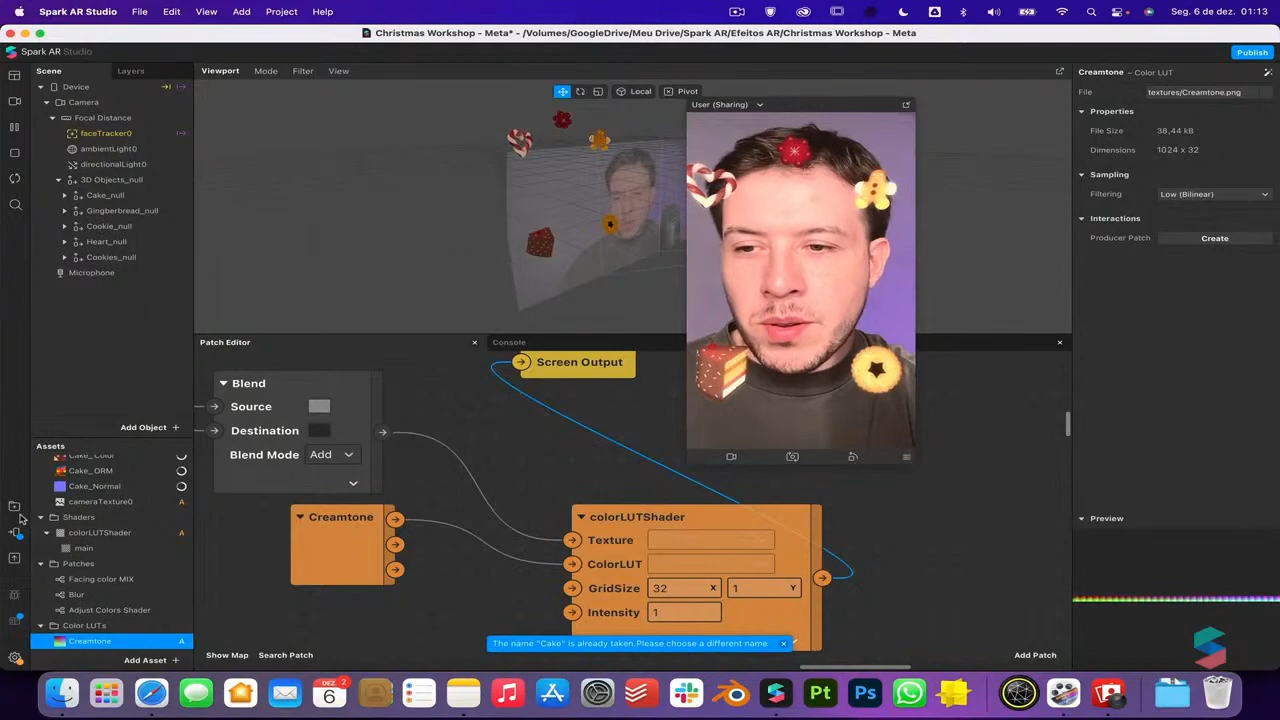 Spark AR Studio File Edit View Add Project Help Seg. 6 de dez. 01:13
Christmas Workshop - Meta* - /Volumes/GoogleDrive/Meu Drive/Spark AR/Efeitos AR/Christmas Workshop - Meta
Spark AR Studio Publish
Scene Layers
Device
Camera
Focal Distance
faceTracker0
ambientLight0
directionalLight0
3D Objects_null
Cake_null
Gingberbread_null
Cookie_null
Heart_null
Cookies_null
Microphone
Add Object +
Assets
Cake_Color
Cake_ORM
Cake_Normal
cameraTexture0 A
Shaders
colorLUTShader A
main
Patches
Facing color MIX
Blur
Adjust Colors Shader
Color LUTs
Creamtone A
Add Asset +
Viewport Mode Filter View
Local Pivot
User (Sharing)
Patch Editor
Console
Blend
Source
Destination
Blend Mode Add
Creamtone
Screen Output
colorLUTShader
Texture
ColorLUT
GridSize 32 X 1 Y
Intensity 1
The name "Cake" is already taken.Please choose a different name.
Show Map Search Patch Add Patch
Creamtone – Color LUT
File textures/Creamtone.png
Properties
File Size 38,44 kB
Dimensions 1024 x 32
Sampling
Filtering Low (Bilinear)
Interactions
Producer Patch Create
Preview
DEZ 2
6
Pt
Ps